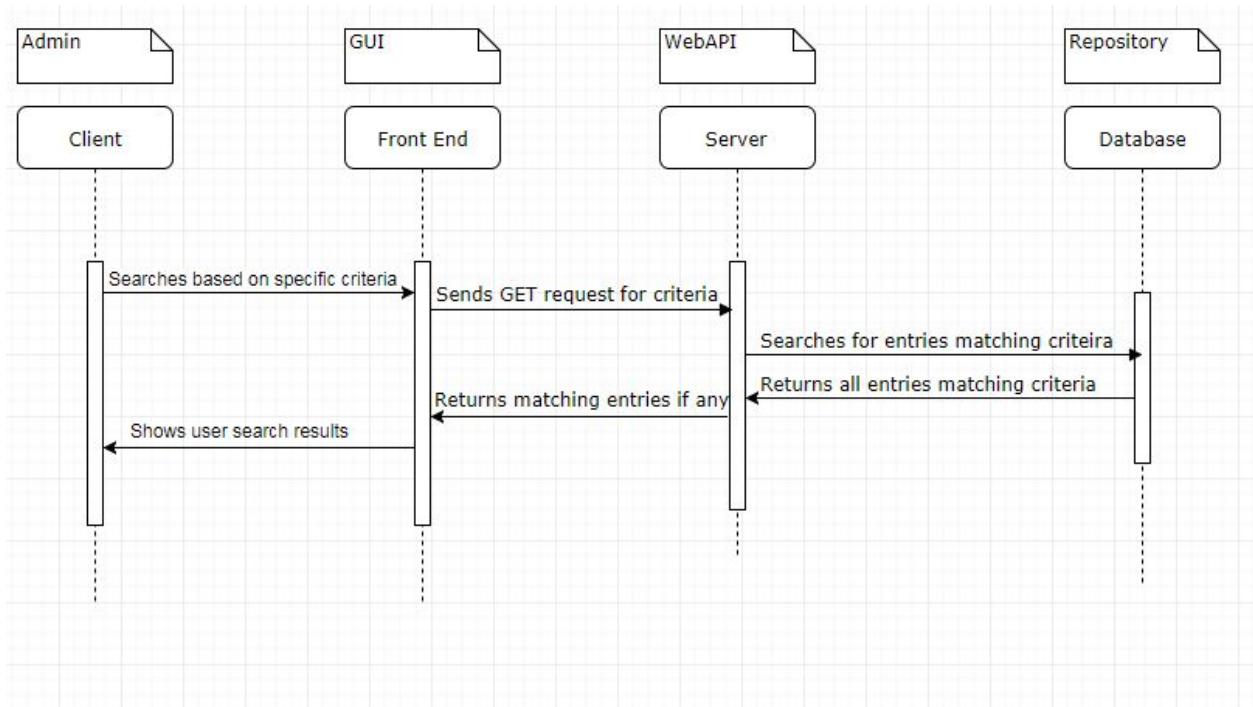 Admin
GUI
WebAPI
Repository
Client
Front End
Server
Database
Searches based on specific criteria
Sends GET request for criteria
Searches for entries matching criteira
Returns all entries matching criteria
Returns matching entries if any
Shows user search results